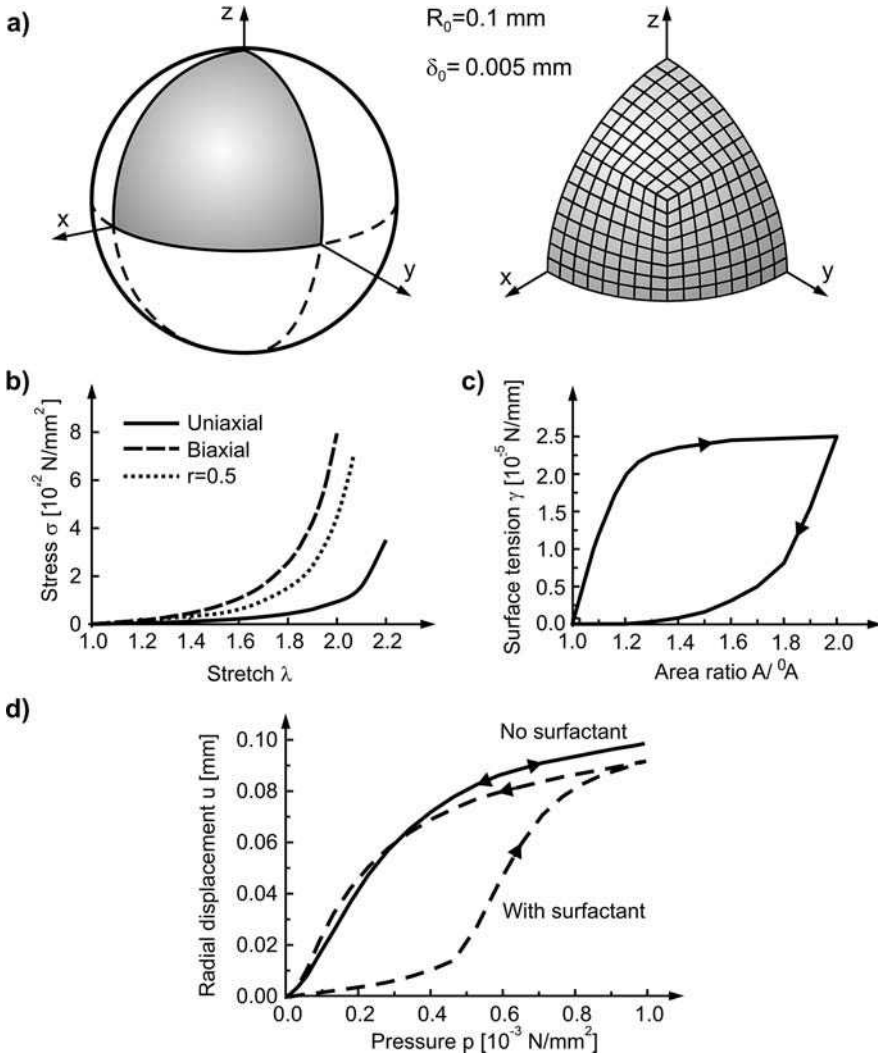 a)
z
x
y
R₀=0.1 mm
δ₀= 0.005 mm
z
x
y
b)
Stress σ [10⁻² N/mm²]
8
6
4
2
0
Uniaxial
Biaxial
r=0.5
1.0 1.2 1.4 1.6 1.8 2.0 2.2
Stretch λ
c)
Surface tension γ [10⁻⁵ N/mm]
2.5
2.0
1.5
1.0
0.5
0.0
1.0 1.2 1.4 1.6 1.8 2.0
Area ratio A/ ⁰A
d)
Radial displacement u [mm]
0.10
0.08
0.06
0.04
0.02
0.00
No surfactant
With surfactant
0.0 0.2 0.4 0.6 0.8 1.0
Pressure p [10⁻³ N/mm²]